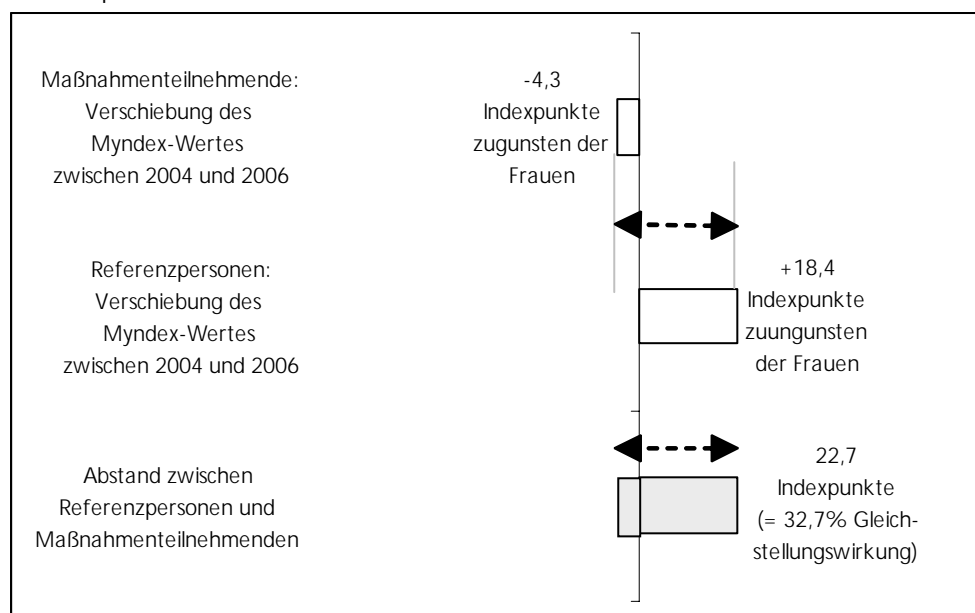 Maßnahmenteilnehmende:
Verschiebung des
Myndex-Wertes
zwischen 2004 und 2006
-4,3
Indexpunkte
zugunsten der
Frauen
Referenzpersonen:
Verschiebung des
Myndex-Wertes
zwischen 2004 und 2006
+18,4
Indexpunkte
zuungunsten
der Frauen
Abstand zwischen
Referenzpersonen und
Maßnahmenteilnehmenden
22,7
Indexpunkte
(= 32,7% Gleich-
stellungswirkung)